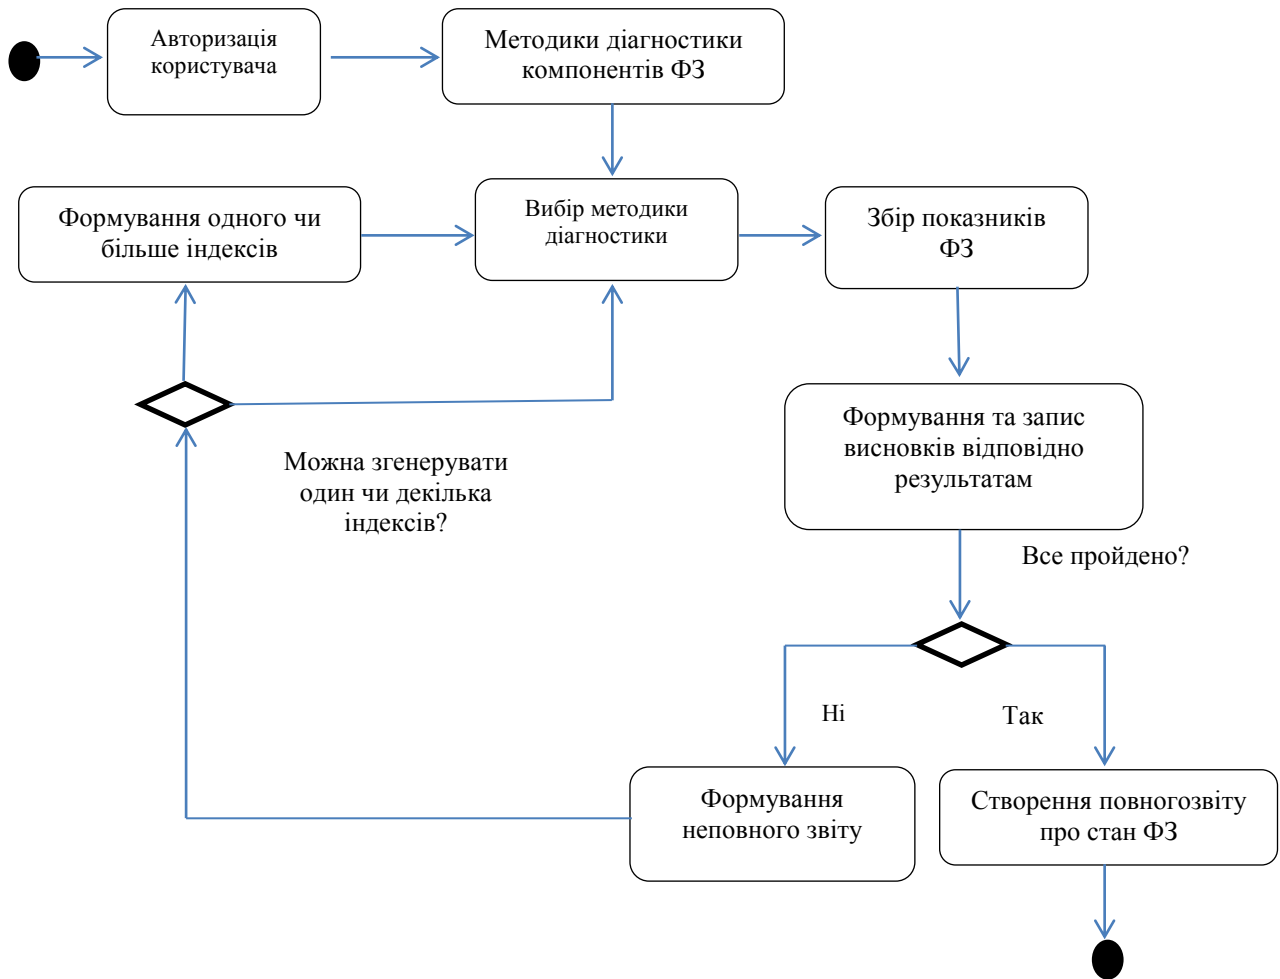 Авторизація
користувача
Методики діагностики
компонентів ФЗ
Формування одного чи
більше індексів
Вибір методики
діагностики
Збір показників
ФЗ
Можна згенерувати
один чи декілька
індексів?
Формування та запис
висновків відповідно
результатам
Все пройдено?
Ні
Так
Формування
неповного звіту
Створення повногозвіту
про стан ФЗ